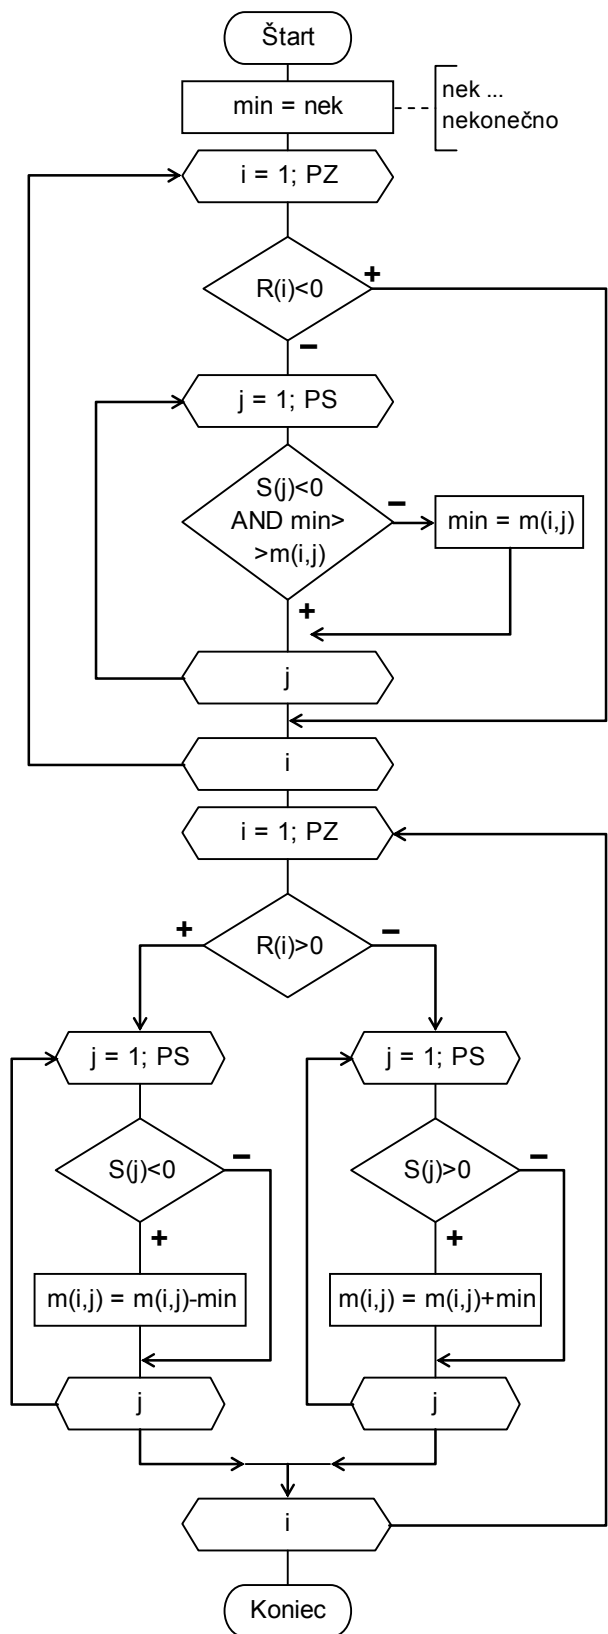 Štart
min = nek
nek ...
nekonečno
i = 1; PZ
R(i)<0
+
−
j = 1; PS
S(j)<0
AND min>
>m(i,j)
−
min = m(i,j)
+
j
i
i = 1; PZ
+
R(i)>0
−
j = 1; PS
j = 1; PS
S(j)<0
−
S(j)>0
−
+
+
m(i,j) = m(i,j)-min
m(i,j) = m(i,j)+min
j
j
i
Koniec